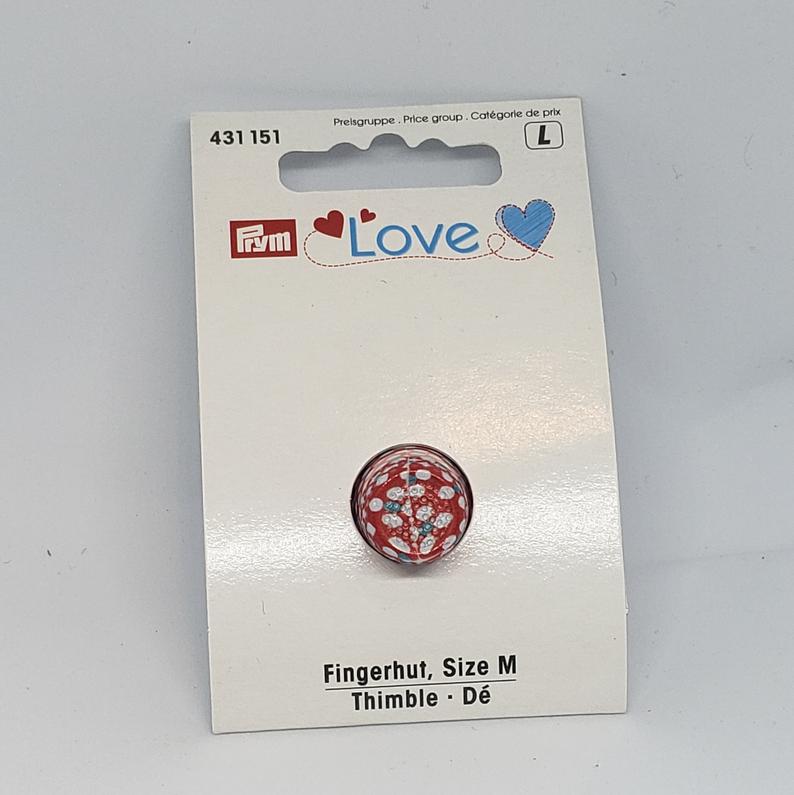 Preisgruppe . Price group . Catégorie de prix
431 151
L
Prym
Love
Fingerhut, Size M
Thimble · Dé